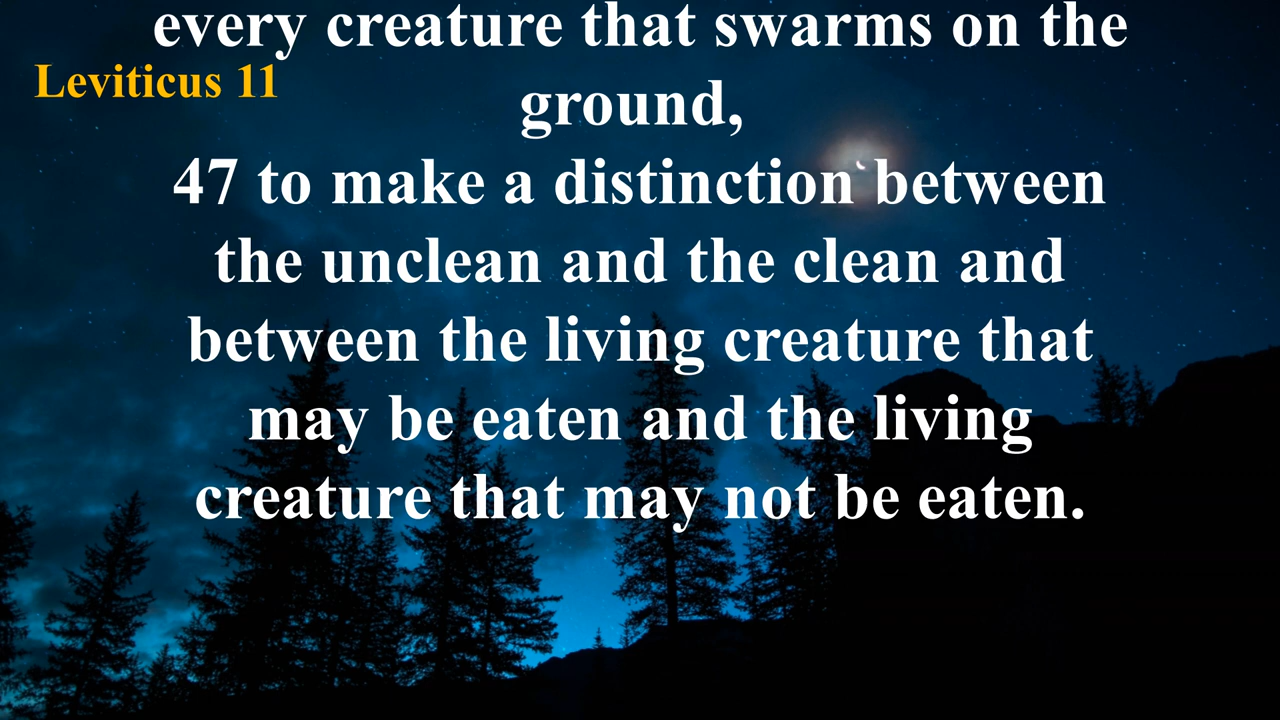 every creature that swarms on the
Leviticus 11
ground,
47 to make a distinction between
the unclean and the clean and
between the living creature that
may be eaten and the living
creature that may not be eaten.